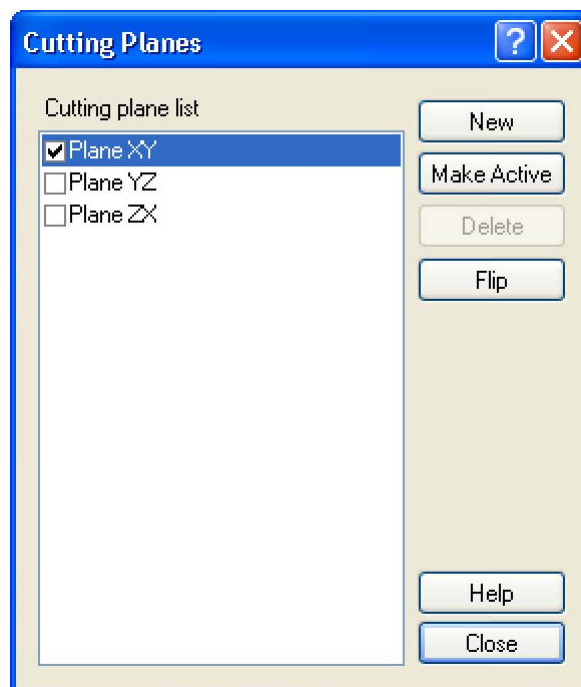 Cutting Planes
Cutting plane list
Plane XY
Plane YZ
Plane ZX
New
Make Active
Delete
Flip
Help
Close